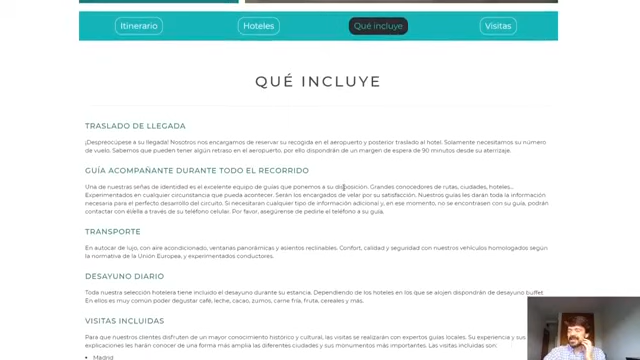 Itinerario
Hoteles
Qué incluye
Visitas
QUÉ INCLUYE
TRASLADO DE LLEGADA
¡Despreocúpese a su llegada! Nosotros nos encargamos de reservar su recogida en el aeropuerto y posterior traslado al hotel. Solamente necesitamos su número
de vuelo. Sabemos que pueden tener algún retraso en el aeropuerto, por ello dispondrán de un margen de espera de 90 minutos desde su aterrizaje.
GUÍA ACOMPAÑANTE DURANTE TODO EL RECORRIDO
Una de nuestras señas de identidad es el excelente equipo de guías que ponemos a su disposición. Grandes conocedores de rutas, ciudades, hoteles...
Experimentados en cualquier circunstancia que pueda acontecer. Serán los encargados de velar por su satisfacción. Nuestros guías les darán toda la información
necesaria para el perfecto desarrollo del circuito. Si necesitaran cualquier tipo de información adicional y, en ese momento, no se encontrasen con su guía, podrán
contactar con él/ella a través de su teléfono celular. Por favor, asegúrense de pedirle el teléfono a su guía.
TRANSPORTE
En autocar de lujo, con aire acondicionado, ventanas panorámicas y asientos reclinables. Confort, calidad y seguridad con nuestros vehículos homologados según
la normativa de la Unión Europea, y experimentados conductores.
DESAYUNO DIARIO
Toda nuestra selección hotelera tiene incluido el desayuno durante su estancia. Dependiendo de los hoteles en los que se alojen dispondrán de desayuno buffet.
En ellos es muy común poder degustar café, leche, cacao, zumos, carne fría, fruta, cereales y más.
VISITAS INCLUIDAS
Para que nuestros clientes disfruten de un mayor conocimiento histórico y cultural, las visitas se realizarán con expertos guías locales. Su experiencia y sus
explicaciones les harán conocer de una forma más amplia las diferentes ciudades y sus monumentos más importantes. Las visitas incluidas son:
• Madrid